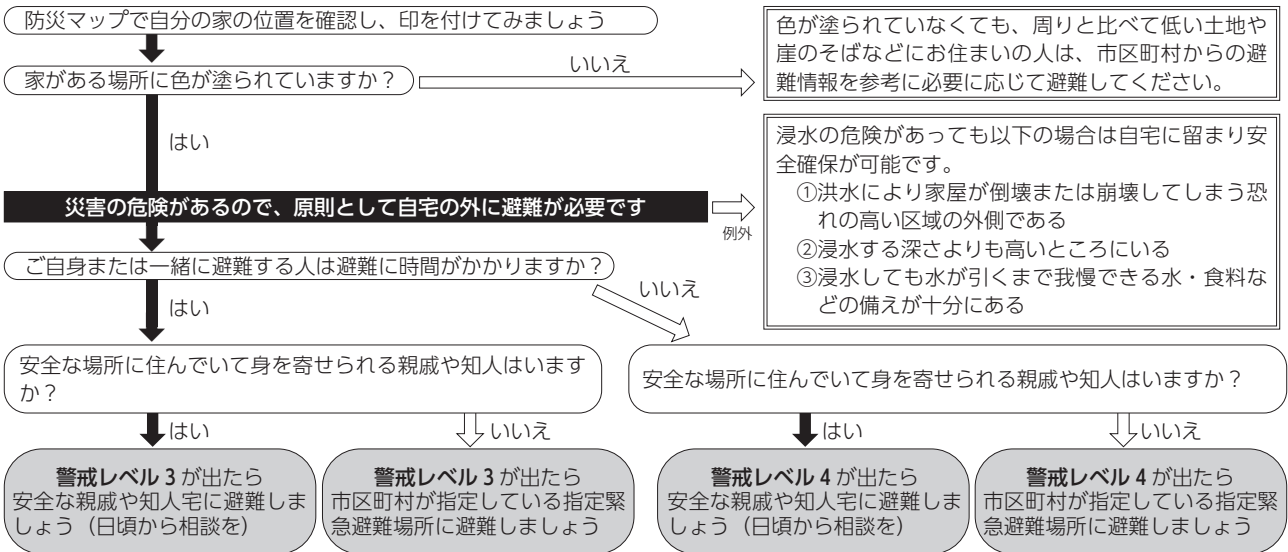 防災マップで自分の家の位置を確認し、印を付けてみましょう
家がある場所に色が塗られていますか？
いいえ
色が塗られていなくても、周りと比べて低い土地や
崖のそばなどにお住まいの人は、市区町村からの避
難情報を参考に必要に応じて避難してください。
はい
災害の危険があるので、原則として自宅の外に避難が必要です
例外
浸水の危険があっても以下の場合は自宅に留まり安
全確保が可能です。
①洪水により家屋が倒壊または崩壊してしまう恐
れの高い区域の外側である
②浸水する深さよりも高いところにいる
③浸水しても水が引くまで我慢できる水・食料な
どの備えが十分にある
ご自身または一緒に避難する人は避難に時間がかかりますか？
はい
いいえ
安全な場所に住んでいて身を寄せられる親戚や知人はいます
か？
安全な場所に住んでいて身を寄せられる親戚や知人はいますか？
はい
いいえ
はい
いいえ
警戒レベル 3 が出たら
安全な親戚や知人宅に避難しま
しょう（日頃から相談を）
警戒レベル 3 が出たら
市区町村が指定している指定緊
急避難場所に避難しましょう
警戒レベル 4 が出たら
安全な親戚や知人宅に避難しま
しょう（日頃から相談を）
警戒レベル 4 が出たら
市区町村が指定している指定緊
急避難場所に避難しましょう